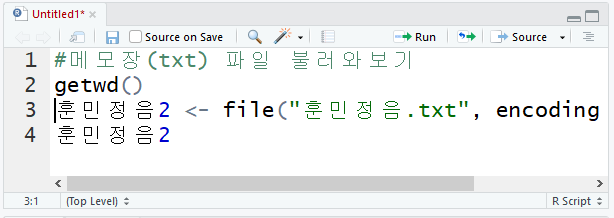 Untitled1*
Source on Save
Run
Source
1 #메모장(txt) 파일 불러와보기
2 getwd()
3 훈민정음2 <- file("훈민정음.txt", encoding
4 훈민정음2
3:1 (Top Level) R Script